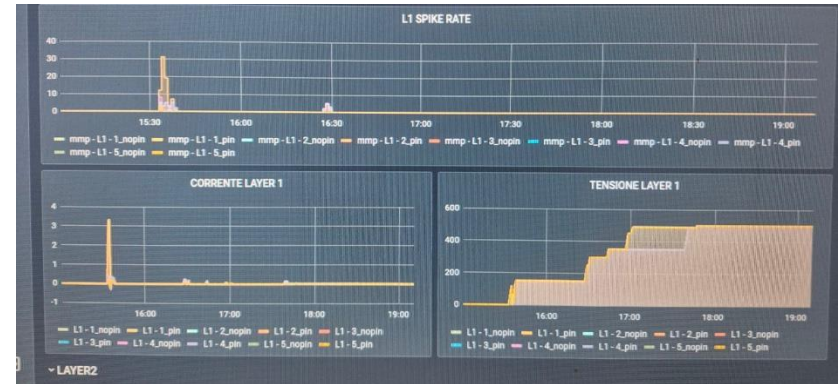 L1 SPIKE RATE
40
30
20
10
0
15:30 16:00 16:30 17:00 17:30 18:00 18:30 19:00
mmp - L1 - 1_nopin mmp - L1 - 1_pin mmp - L1 - 2_nopin mmp - L1 - 2_pin mmp - L1 - 3_nopin mmp - L1 - 3_pin mmp - L1 - 4_nopin mmp - L1 - 4_pin
mmp - L1 - 5_nopin mmp - L1 - 5_pin
CORRENTE LAYER 1
4
3
2
1
0
-1
16:00 17:00 18:00 19:00
L1 - 1_nopin L1 - 1_pin L1 - 2_nopin L1 - 2_pin L1 - 3_nopin
L1 - 3_pin L1 - 4_nopin L1 - 4_pin L1 - 5_nopin L1 - 5_pin
TENSIONE LAYER 1
600
400
200
0
16:00 17:00 18:00 19:00
L1 - 1_nopin L1 - 1_pin L1 - 2_nopin L1 - 2_pin L1 - 3_nopin
L1 - 3_pin L1 - 4_nopin L1 - 4_pin L1 - 5_nopin L1 - 5_pin
LAYER2